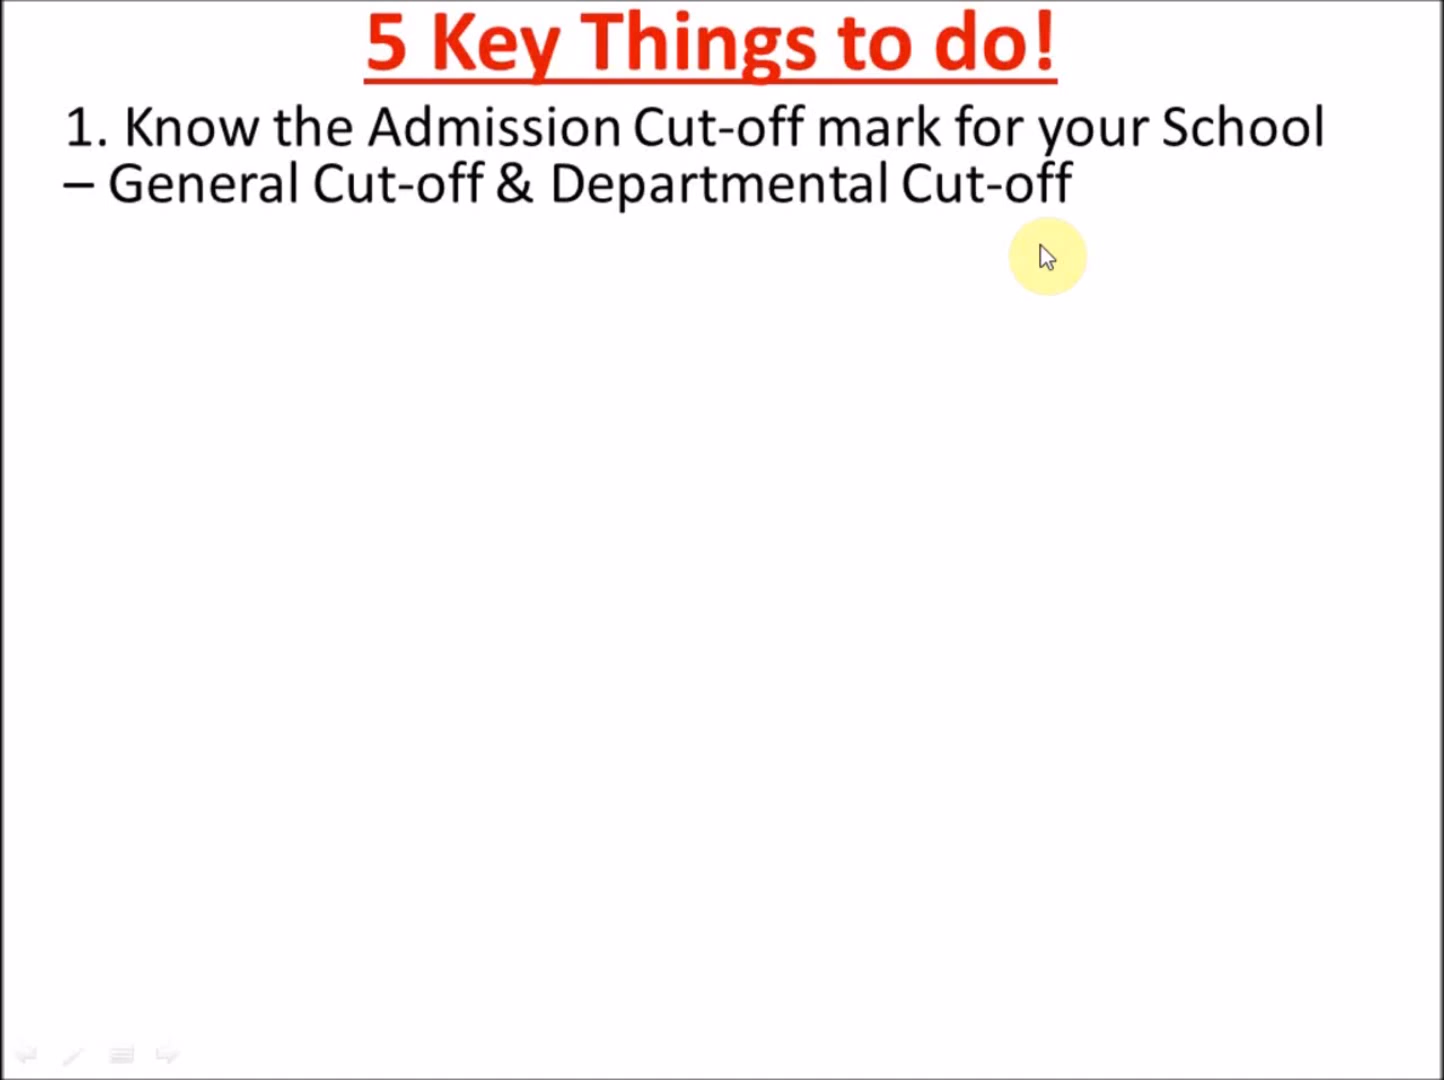 5 Key Things to do!
1. Know the Admission Cut-off mark for your School
– General Cut-off & Departmental Cut-off